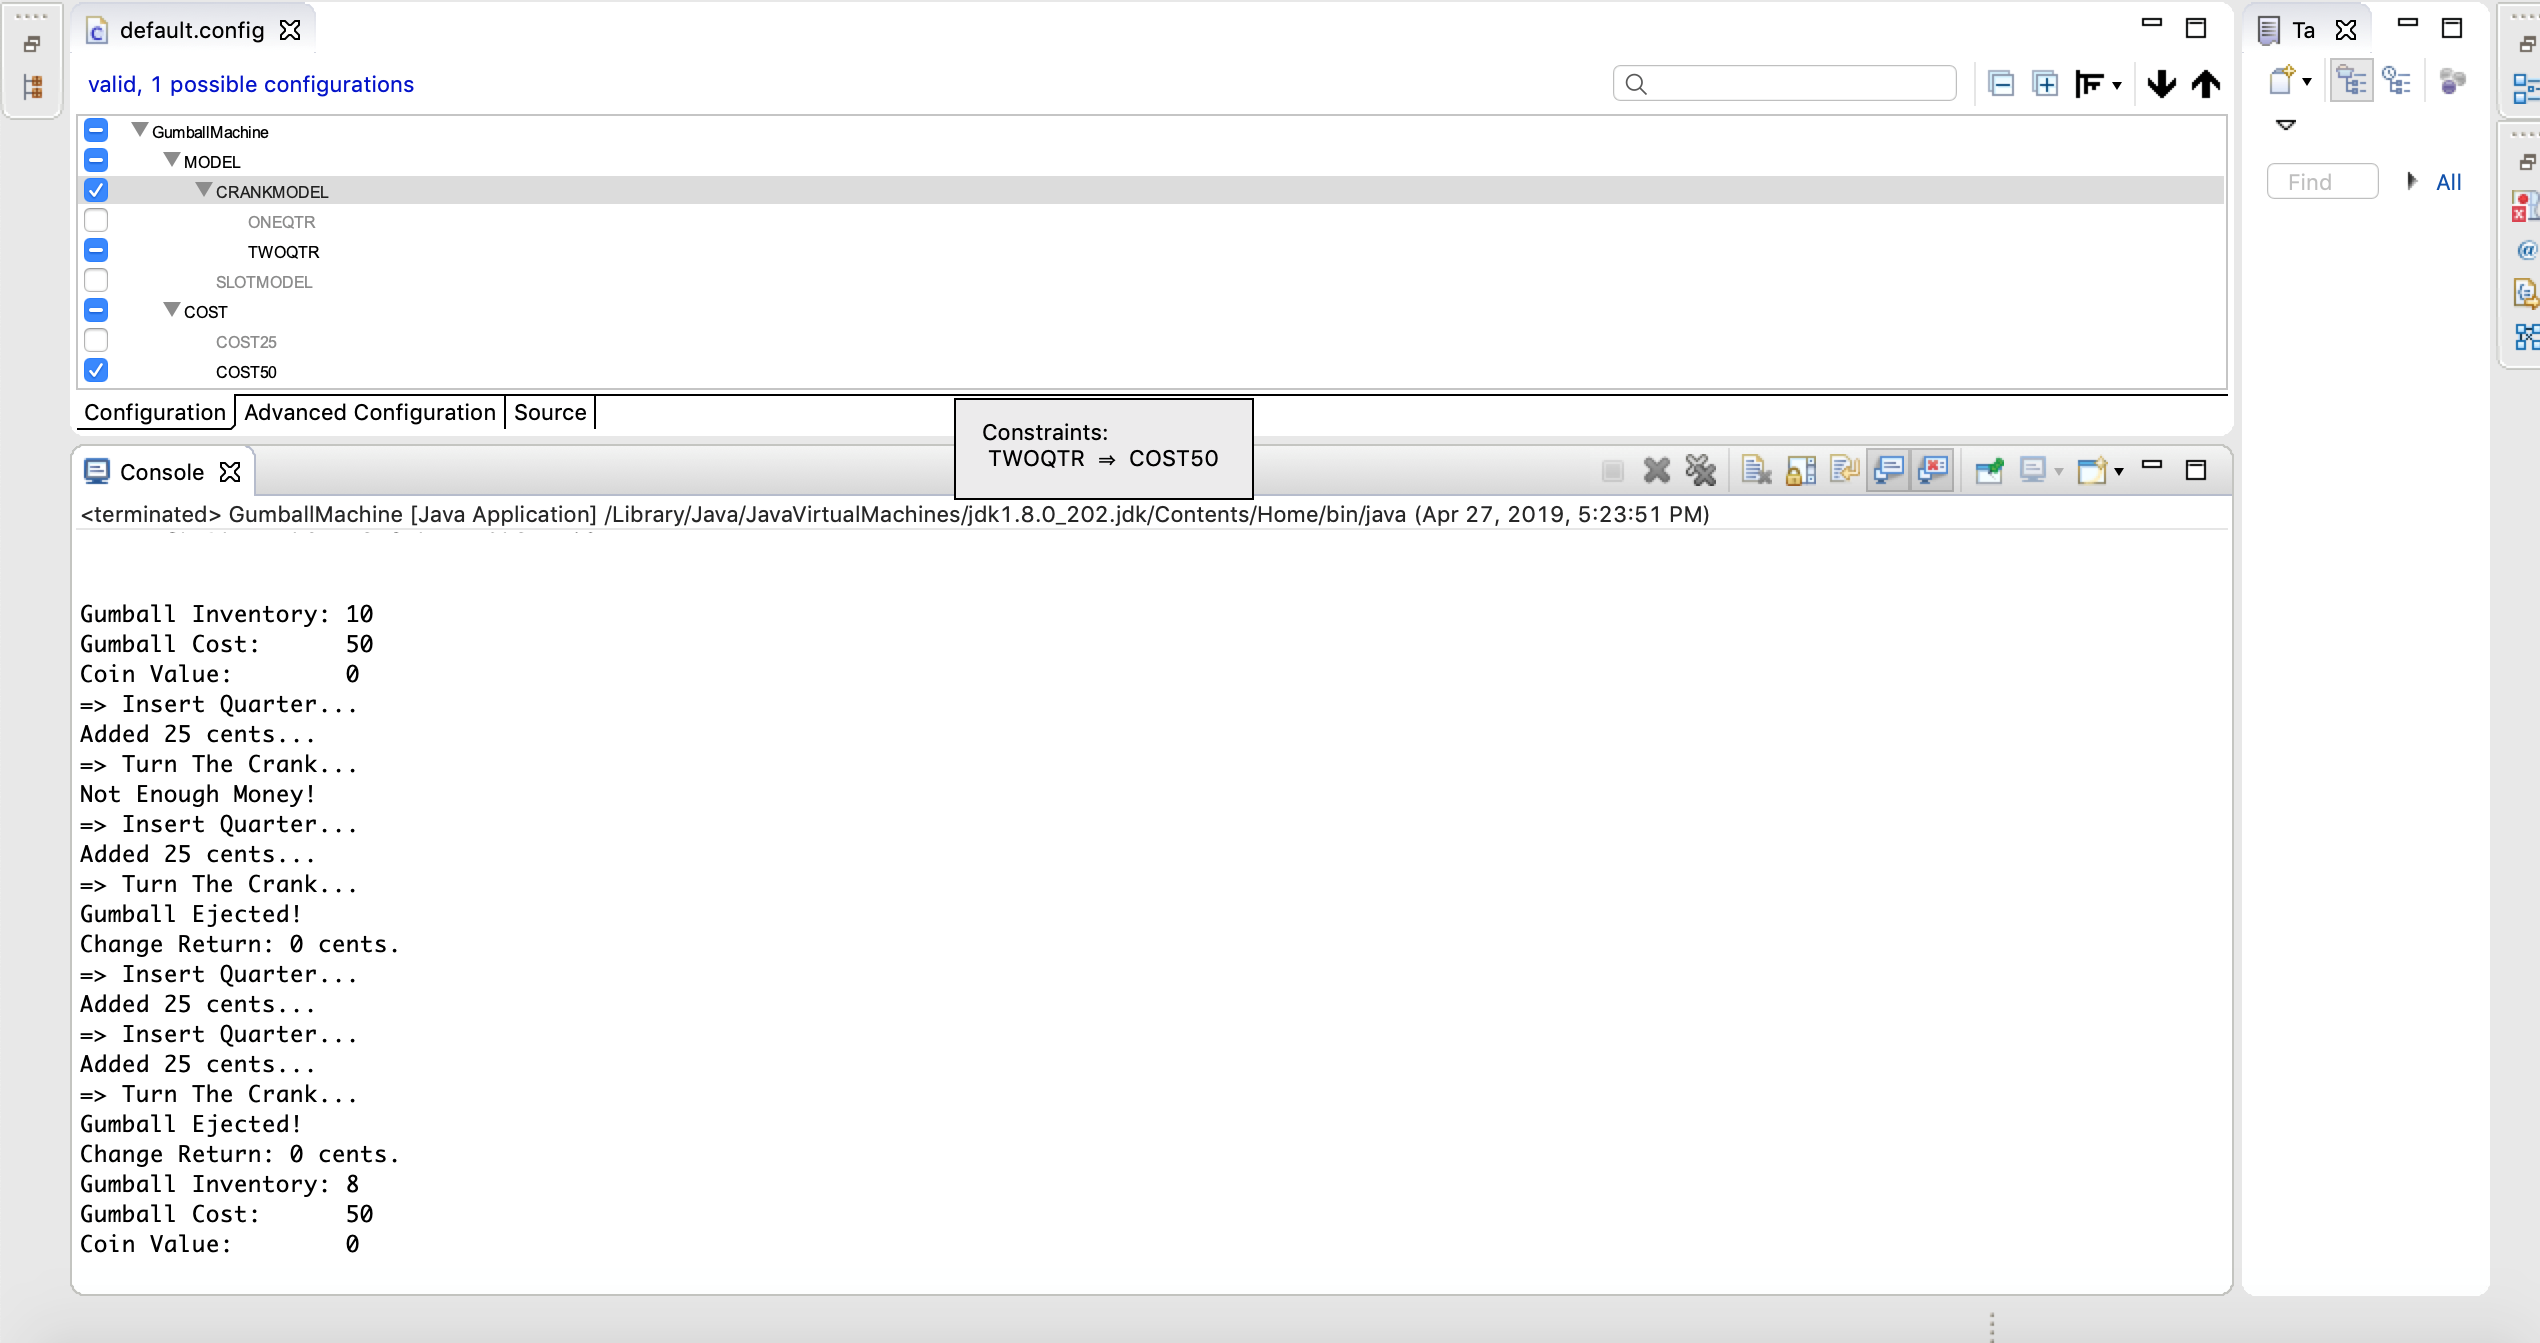 default.config
Ta
valid, 1 possible configurations
GumballMachine
MODEL
CRANKMODEL
ONEQTR
TWOQTR
SLOTMODEL
COST
COST25
COST50
Find
All
Configuration
Advanced Configuration
Source
Constraints:
TWOQTR ⇒ COST50
Console
<terminated> GumballMachine [Java Application] /Library/Java/JavaVirtualMachines/jdk1.8.0_202.jdk/Contents/Home/bin/java (Apr 27, 2019, 5:23:51 PM)
Gumball Inventory: 10
Gumball Cost: 50
Coin Value: 0
=> Insert Quarter...
Added 25 cents...
=> Turn The Crank...
Not Enough Money!
=> Insert Quarter...
Added 25 cents...
=> Turn The Crank...
Gumball Ejected!
Change Return: 0 cents.
=> Insert Quarter...
Added 25 cents...
=> Insert Quarter...
Added 25 cents...
=> Turn The Crank...
Gumball Ejected!
Change Return: 0 cents.
Gumball Inventory: 8
Gumball Cost: 50
Coin Value: 0